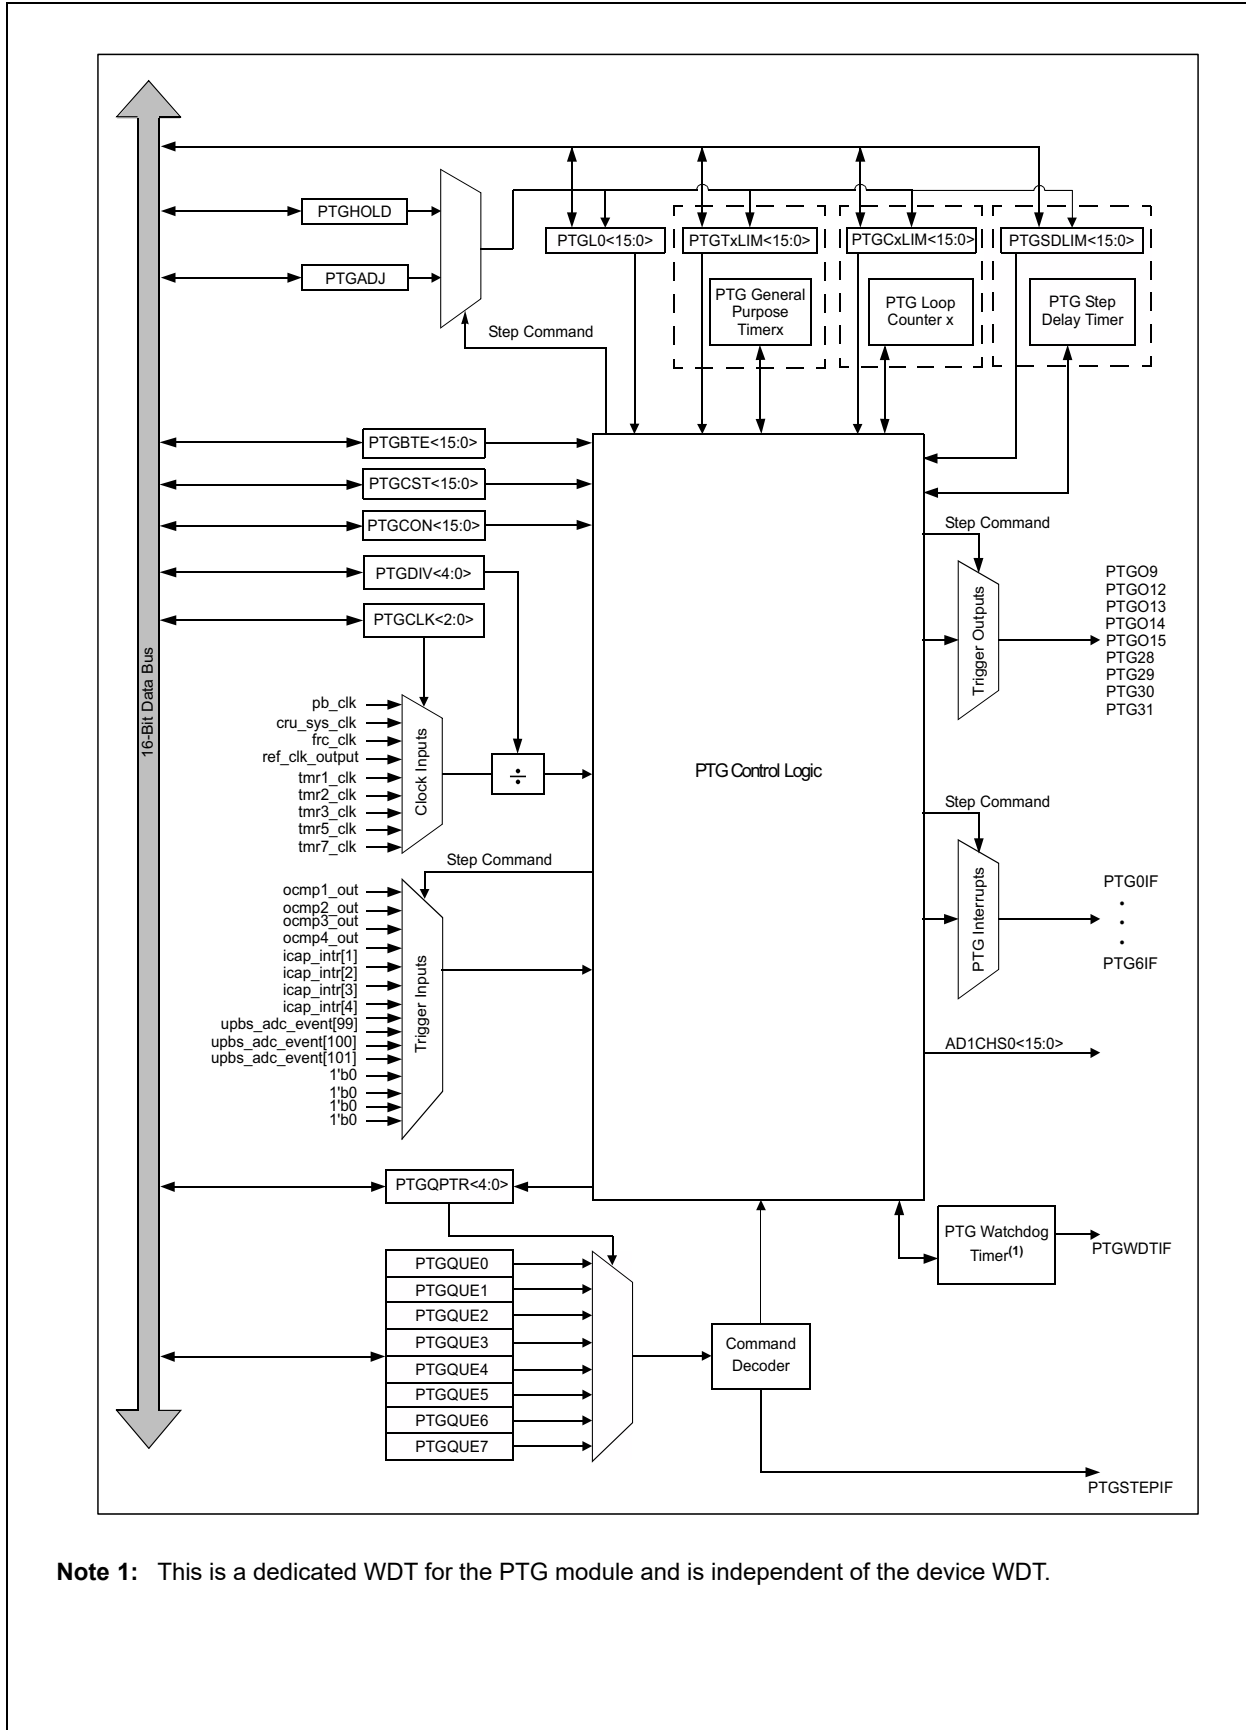 PTGHOLD
PTGADJ
PTGL0<15:0>
PTGTxLIM<15:0>
PTGCxLIM<15:0>
PTGSDLIM<15:0>
PTG General
Purpose
Timerx
PTG Loop
Counter x
PTG Step
Delay Timer
Step Command
PTGBTE<15:0>
PTGCST<15:0>
PTGCON<15:0>
PTGDIV<4:0>
PTGCLK<2:0>
16-Bit Data Bus
pb_clk
cru_sys_clk
frc_clk
ref_clk_output
tmr1_clk
tmr2_clk
tmr3_clk
tmr5_clk
tmr7_clk
Clock Inputs
÷
PTG Control Logic
Step Command
Trigger Outputs
PTGO9
PTGO12
PTGO13
PTGO14
PTGO15
PTG28
PTG29
PTG30
PTG31
Step Command
ocmp1_out
ocmp2_out
ocmp3_out
ocmp4_out
icap_intr[1]
icap_intr[2]
icap_intr[3]
icap_intr[4]
upbs_adc_event[99]
upbs_adc_event[100]
upbs_adc_event[101]
1'b0
1'b0
1'b0
1'b0
Trigger Inputs
Step Command
PTG Interrupts
PTG0IF
PTG6IF
AD1CHS0<15:0>
PTGQPTR<4:0>
PTG Watchdog
Timer(1)
PTGWDTIF
PTGQUE0
PTGQUE1
PTGQUE2
PTGQUE3
PTGQUE4
PTGQUE5
PTGQUE6
PTGQUE7
Command
Decoder
PTGSTEPIF
Note 1: This is a dedicated WDT for the PTG module and is independent of the device WDT.